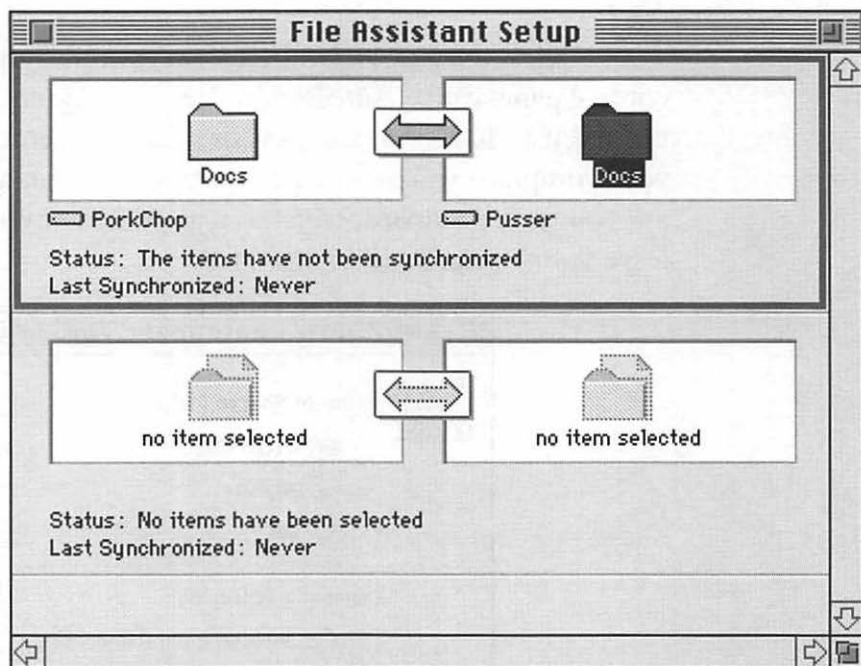 File Assistant Setup
Docs
Docs
PorkChop
Pusser
Status: The items have not been synchronized
Last Synchronized: Never
no item selected
no item selected
Status: No items have been selected
Last Synchronized: Never